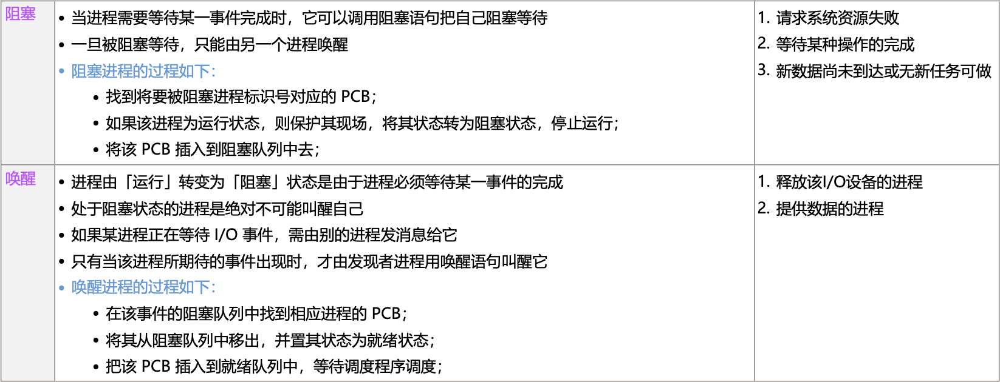 阻塞
• 当进程需要等待某一事件完成时，它可以调用阻塞语句把自己阻塞等待
• 一旦被阻塞等待，只能由另一个进程唤醒
• 阻塞进程的过程如下：
• 找到将要被阻塞进程标识号对应的 PCB；
• 如果该进程为运行状态，则保护其现场，将其状态转为阻塞状态，停止运行；
• 将该 PCB 插入到阻塞队列中去；
1. 请求系统资源失败
2. 等待某种操作的完成
3. 新数据尚未到达或无新任务可做
唤醒
• 进程由「运行」转变为「阻塞」状态是由于进程必须等待某一事件的完成
• 处于阻塞状态的进程是绝对不可能叫醒自己
• 如果某进程正在等待 I/O 事件，需由别的进程发消息给它
• 只有当该进程所期待的事件出现时，才由发现者进程用唤醒语句叫醒它
• 唤醒进程的过程如下：
• 在该事件的阻塞队列中找到相应进程的 PCB；
• 将其从阻塞队列中移出，并置其状态为就绪状态；
• 把该 PCB 插入到就绪队列中，等待调度程序调度；
1. 释放该I/O设备的进程
2. 提供数据的进程